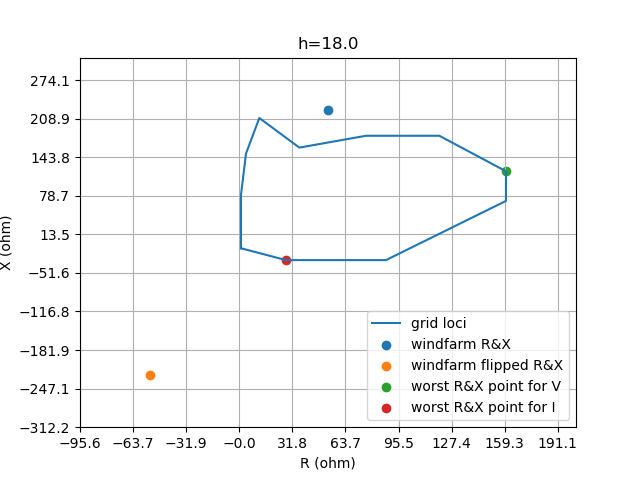 h=18.0
X (ohm)
274.1
208.9
143.8
78.7
13.5
−51.6
−116.8
−181.9
−247.1
−312.2
grid loci
windfarm R&X
windfarm flipped R&X
worst R&X point for V
worst R&X point for I
−95.6 −63.7 −31.9 −0.0 31.8 63.7 95.5 127.4 159.3 191.1
R (ohm)